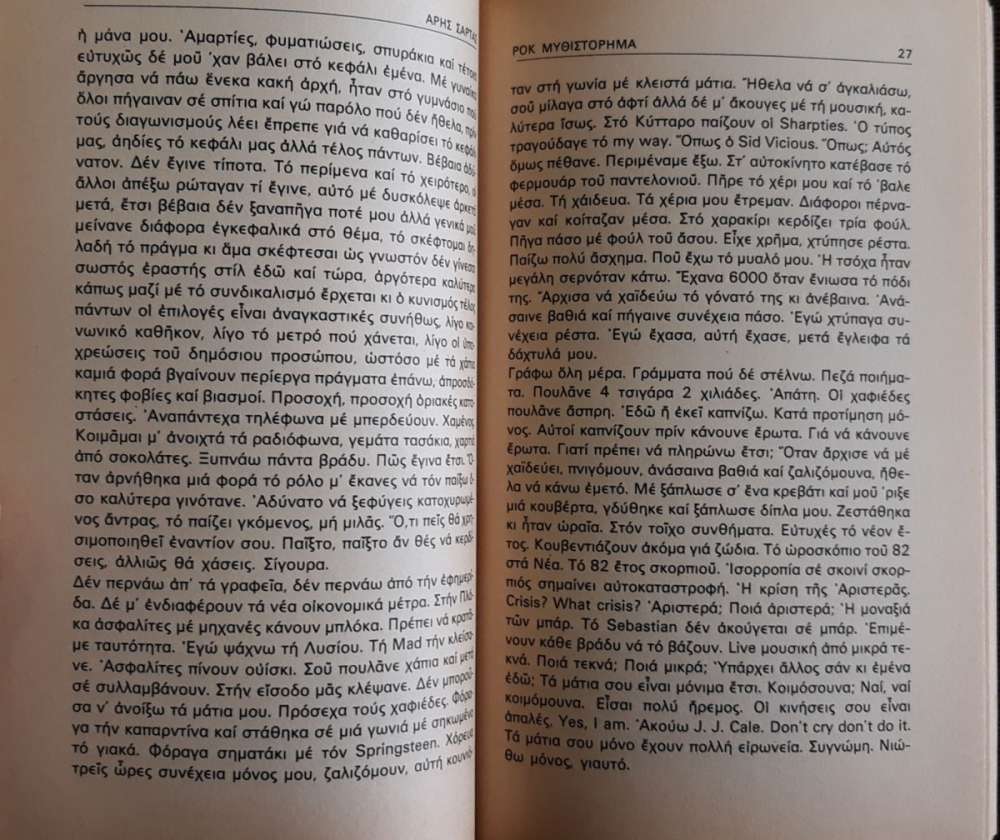 ΑΡΗΣ ΣΑΡΤΑΣ
ἡ μάνα μου. Ἁμαρτίες, φυματιώσεις, σπυράκια καί τέτοια
εὐτυχῶς δέ μοῦ 'χαν βάλει στό κεφάλι ἐμένα. Μέ γυναίκα
ἄργησα νά πάω ἕνεκα κακή ἀρχή, ἦταν στό γυμνάσιο πού
ὅλοι πήγαιναν σέ σπίτια καί γώ παρόλο πού δέν ἤθελα, πρίν
τούς διαγωνισμούς λέει ἔπρεπε γιά νά καθαρίσει τό κεφάλι
μας, ἀηδίες τό κεφάλι μας ἀλλά τέλος πάντων. Βέβαια ἀδύ-
νατον. Δέν ἔγινε τίποτα. Τό περίμενα καί τό χειρότερο, οἱ
ἄλλοι ἀπέξω ρώταγαν τί ἔγινε, αὐτό μέ δυσκόλεψε ἀρκετά
μετά, ἔτσι βέβαια δέν ξαναπῆγα ποτέ μου ἀλλά γενικά μοῦ
μείνανε διάφορα ἐγκεφαλικά στό θέμα, τό σκέφτομαι δη-
λαδή τό πράγμα κι ἅμα σκέφτεσαι ὡς γνωστόν δέν γίνεσαι
σωστός ἐραστής στίλ ἐδῶ καί τώρα, ἀργότερα καλύτερα
κάπως μαζί μέ τό συνδικαλισμό ἔρχεται κι ὁ κυνισμός τέλος
πάντων οἱ ἐπιλογές εἶναι ἀναγκαστικές συνήθως, λίγο κοι-
νωνικό καθῆκον, λίγο τό μετρό πού χάνεται, λίγο οἱ ὑπο-
χρεώσεις τοῦ δημόσιου προσώπου, ὡστόσο μέ τά χάπια
καμιά φορά βγαίνουν περίεργα πράγματα ἐπάνω, ἀπροσδό-
κητες φοβίες καί βιασμοί. Προσοχή, προσοχή ὁριακές κατα-
στάσεις. Ἀναπάντεχα τηλέφωνα μέ μπερδεύουν. Χαμένος.
Κοιμᾶμαι μ' ἀνοιχτά τά ραδιόφωνα, γεμάτα τασάκια, χαρτιά
ἀπό σοκολάτες. Ξυπνάω πάντα βράδυ. Πῶς ἔγινα ἔτσι. Ὅ-
ταν ἀρνήθηκα μιά φορά τό ρόλο μ' ἔκανες νά τόν παίξω ὅ-
σο καλύτερα γινότανε. Ἀδύνατο νά ξεφύγεις κατοχυρωμέ-
νος ἄντρας, τό παίζει γκόμενος, μή μιλᾶς. Ὅ,τι πεῖς θά χρη-
σιμοποιηθεῖ ἐναντίον σου. Παῖξτο, παῖξτο ἄν θές νά κερδί-
σεις, ἀλλιῶς θά χάσεις. Σίγουρα.
Δέν περνάω ἀπ' τά γραφεῖα, δέν περνάω ἀπό τήν ἐφημερί-
δα. Δέ μ' ἐνδιαφέρουν τά νέα οἰκονομικά μέτρα. Στήν Πλά-
κα ἀσφαλίτες μέ μηχανές κάνουν μπλόκα. Πρέπει νά κρατᾶ-
με ταυτότητα. Ἐγώ ψάχνω τή Λυσίου. Τή Mad τήν κλείσα-
νε. Ἀσφαλίτες πίνουν οὐίσκι. Σοῦ πουλᾶνε χάπια καί μετά
σέ συλλαμβάνουν. Στήν εἴσοδο μᾶς κλέψανε. Δέν μποροῦ-
σα ν' ἀνοίξω τά μάτια μου. Πρόσεχα τούς χαφιέδες. Φόρα-
γα τήν καπαρντίνα καί στάθηκα σέ μιά γωνιά μέ σηκωμένο
τό γιακά. Φόραγα σηματάκι μέ τόν Springsteen. Χόρευα
τρεῖς ὧρες συνέχεια μόνος μου, ζαλιζόμουν, αὐτή κουνιό-
ΡΟΚ ΜΥΘΙΣΤΟΡΗΜΑ 27
ταν στή γωνία μέ κλειστά μάτια. Ἤθελα νά σ' ἀγκαλιάσω,
σοῦ μίλαγα στό ἀφτί ἀλλά δέ μ' ἄκουγες μέ τή μουσική, κα-
λύτερα ἴσως. Στό Κύτταρο παίζουν οἱ Sharpties. Ὁ τύπος
τραγούδαγε τό my way. Ὅπως ὁ Sid Vicious. Ὅπως; Αὐτός
ὅμως πέθανε. Περιμέναμε ἔξω. Στ' αὐτοκίνητο κατέβασε τό
φερμουάρ τοῦ παντελονιοῦ. Πῆρε τό χέρι μου καί τό 'βαλε
μέσα. Τή χάιδευα. Τά χέρια μου ἔτρεμαν. Διάφοροι πέρνα-
γαν καί κοίταζαν μέσα. Στό χαρακίρι κερδίζει τρία φούλ.
Πῆγα πάσο μέ φούλ τοῦ ἄσου. Εἶχε χρῆμα, χτύπησε ρέστα.
Παίζω πολύ ἄσχημα. Ποῦ ἔχω τό μυαλό μου. Ἡ τσόχα ἦταν
μεγάλη σερνόταν κάτω. Ἔχανα 6000 ὅταν ἔνιωσα τό πόδι
της. Ἄρχισα νά χαϊδεύω τό γόνατό της κι ἀνέβαινα. Ἀνά-
σαινε βαθιά καί πήγαινε συνέχεια πάσο. Ἐγώ χτύπαγα συ-
νέχεια ρέστα. Ἐγώ ἔχασα, αὐτή ἔχασε, μετά ἔγλειφα τά
δάχτυλά μου.
Γράφω ὅλη μέρα. Γράμματα πού δέ στέλνω. Πεζά ποιήμα-
τα. Πουλᾶνε 4 τσιγάρα 2 χιλιάδες. Ἀπάτη. Οἱ χαφιέδες
πουλᾶνε ἄσπρη. Ἐδῶ ἤ ἐκεῖ καπνίζω. Κατά προτίμηση μό-
νος. Αὐτοί καπνίζουν πρίν κάνουνε ἔρωτα. Γιά νά κάνουνε
ἔρωτα. Γιατί πρέπει νά πληρώνω ἔτσι; Ὅταν ἄρχισε νά μέ
χαϊδεύει, πνιγόμουν, ἀνάσαινα βαθιά καί ζαλιζόμουνα, ἤθε-
λα νά κάνω ἐμετό. Μέ ξάπλωσε σ' ἕνα κρεβάτι καί μοῦ 'ριξε
μιά κουβέρτα, γδύθηκε καί ξάπλωσε δίπλα μου. Ζεστάθηκα
κι ἦταν ὡραῖα. Στόν τοῖχο συνθήματα. Εὐτυχές τό νέον ἔ-
τος. Κουβεντιάζουν ἀκόμα γιά ζώδια. Τό ὡροσκόπιο τοῦ 82
στά Νέα. Τό 82 ἔτος σκορπιοῦ. Ἰσορροπία σέ σκοινί σκορ-
πιός σημαίνει αὐτοκαταστροφή. Ἡ κρίση τῆς Ἀριστερᾶς.
Crisis? What crisis? Ἀριστερά; Ποιά ἀριστερά; Ἡ μοναξιά
τῶν μπάρ. Τό Sebastian δέν ἀκούγεται σέ μπάρ. Ἐπιμέ-
νουν κάθε βράδυ νά τό βάζουν. Live μουσική ἀπό μικρά τε-
κνά. Ποιά τεκνά; Ποιά μικρά; Ὑπάρχει ἄλλος σάν κι ἐμένα
ἐδῶ; Τά μάτια σου εἶναι μόνιμα ἔτσι. Κοιμόσουνα; Ναί, ναί
κοιμόμουνα. Εἶσαι πολύ ἤρεμος. Οἱ κινήσεις σου εἶναι
ἁπαλές. Yes, I am. Ἀκούω J. J. Cale. Don't cry don't do it.
Τά μάτια σου μόνο ἔχουν πολλή εἰρωνεία. Συγνώμη. Νιώ-
θω μόνος, γιαυτό.